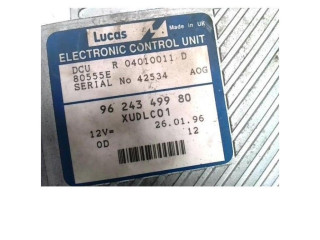 Lucas
Made in UK
ELECTRONIC CONTROL UNIT
DCU R 04010011 D
80555E
SERIAL No 42534 AOG
96 243 499 80
XUDLC01
12V= 26.01.96
0D 12